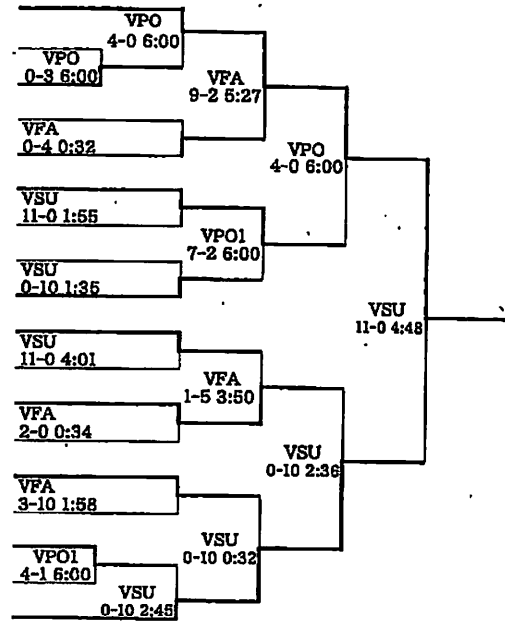 VPO
4-0 6:00
VPO
0-3 6:00
VFA
9-2 5:27
VFA
0-4 0:32
VPO
4-0 6:00
VSU
11-0 1:55
VPO1
7-2 6:00
VSU
0-10 1:35
VSU
11-0 4:48
VSU
11-0 4:01
VFA
1-5 3:50
VFA
2-0 0:34
VSU
0-10 2:36
VFA
3-10 1:58
VSU
0-10 0:32
VPO1
4-1 6:00
VSU
0-10 2:45